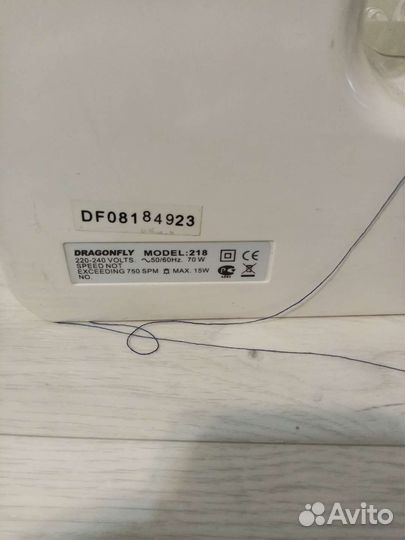 DF08184923
DRAGONFLY MODEL:218
220-240 VOLTS. ~50/60Hz. 70 W
SPEED NOT
EXCEEDING 750 SPM MAX. 15W
NO.
CE
Avito